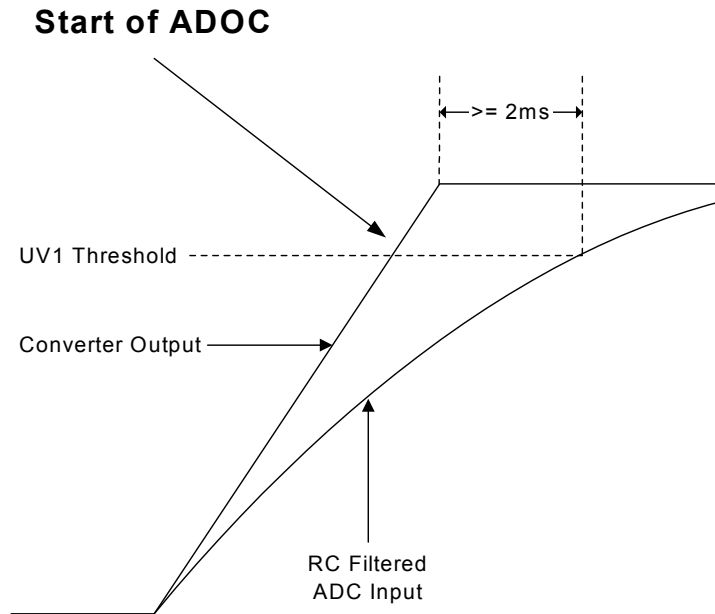 Start of ADOC
>= 2ms
UV1 Threshold
Converter Output
RC Filtered
ADC Input